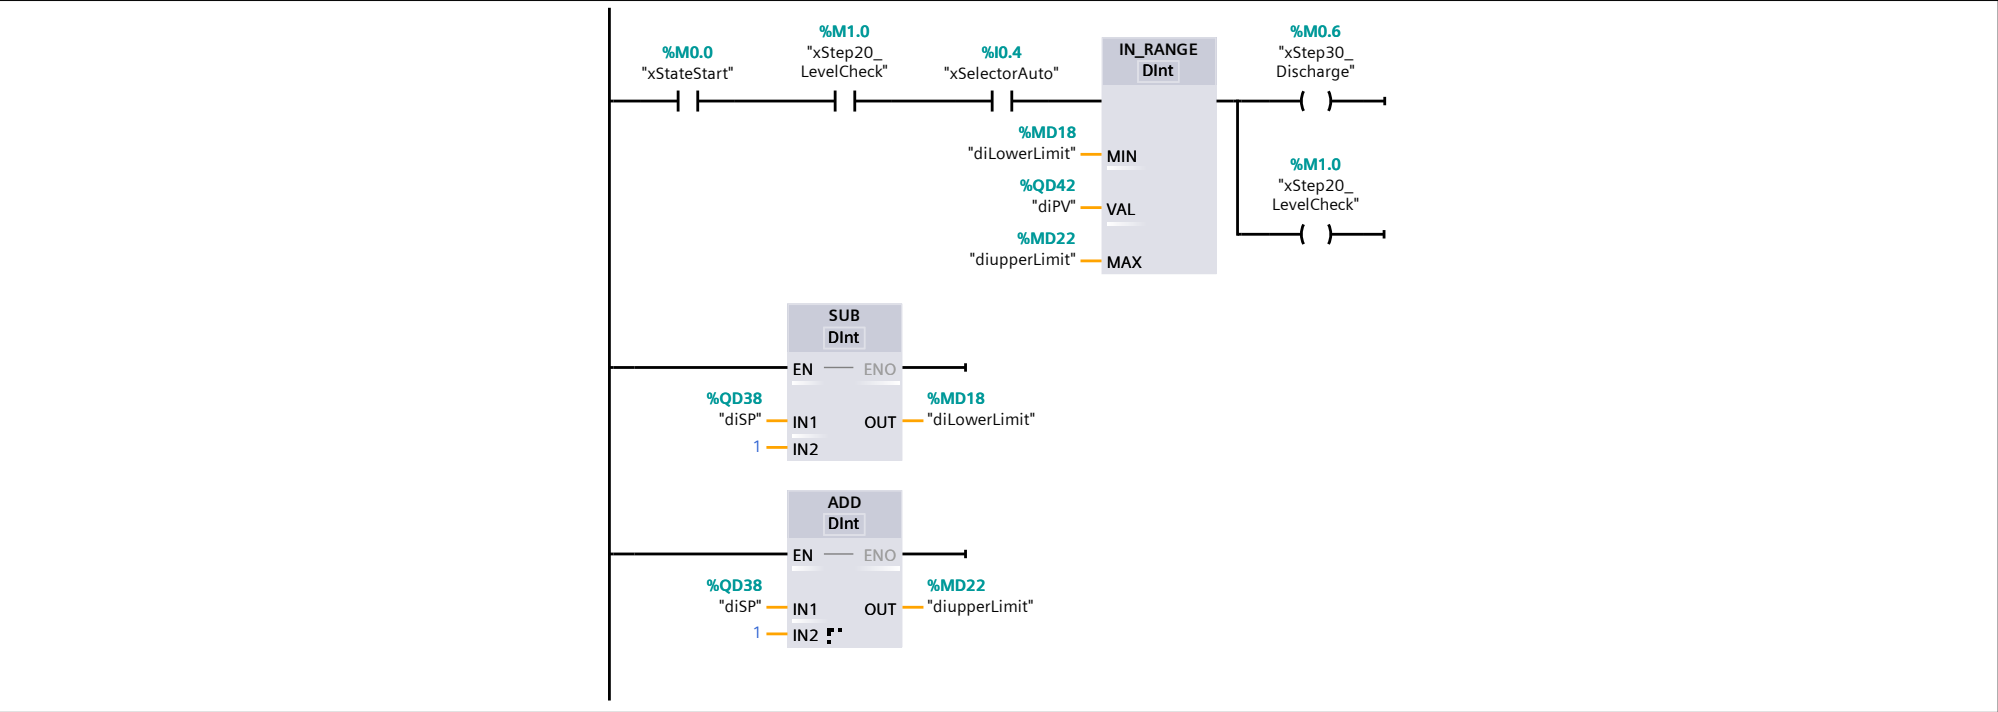 %M0.0
"xStateStart"
%M1.0
"xStep20_
LevelCheck"
%I0.4
"xSelectorAuto"
IN_RANGE
DInt
%M0.6
"xStep30_
Discharge"
%MD18
"diLowerLimit"
MIN
%QD42
"diPV"
VAL
%MD22
"diupperLimit"
MAX
%M1.0
"xStep20_
LevelCheck"
SUB
DInt
EN
ENO
%QD38
"diSP"
IN1
1
IN2
OUT
%MD18
"diLowerLimit"
ADD
DInt
EN
ENO
%QD38
"diSP"
IN1
1
IN2
OUT
%MD22
"diupperLimit"